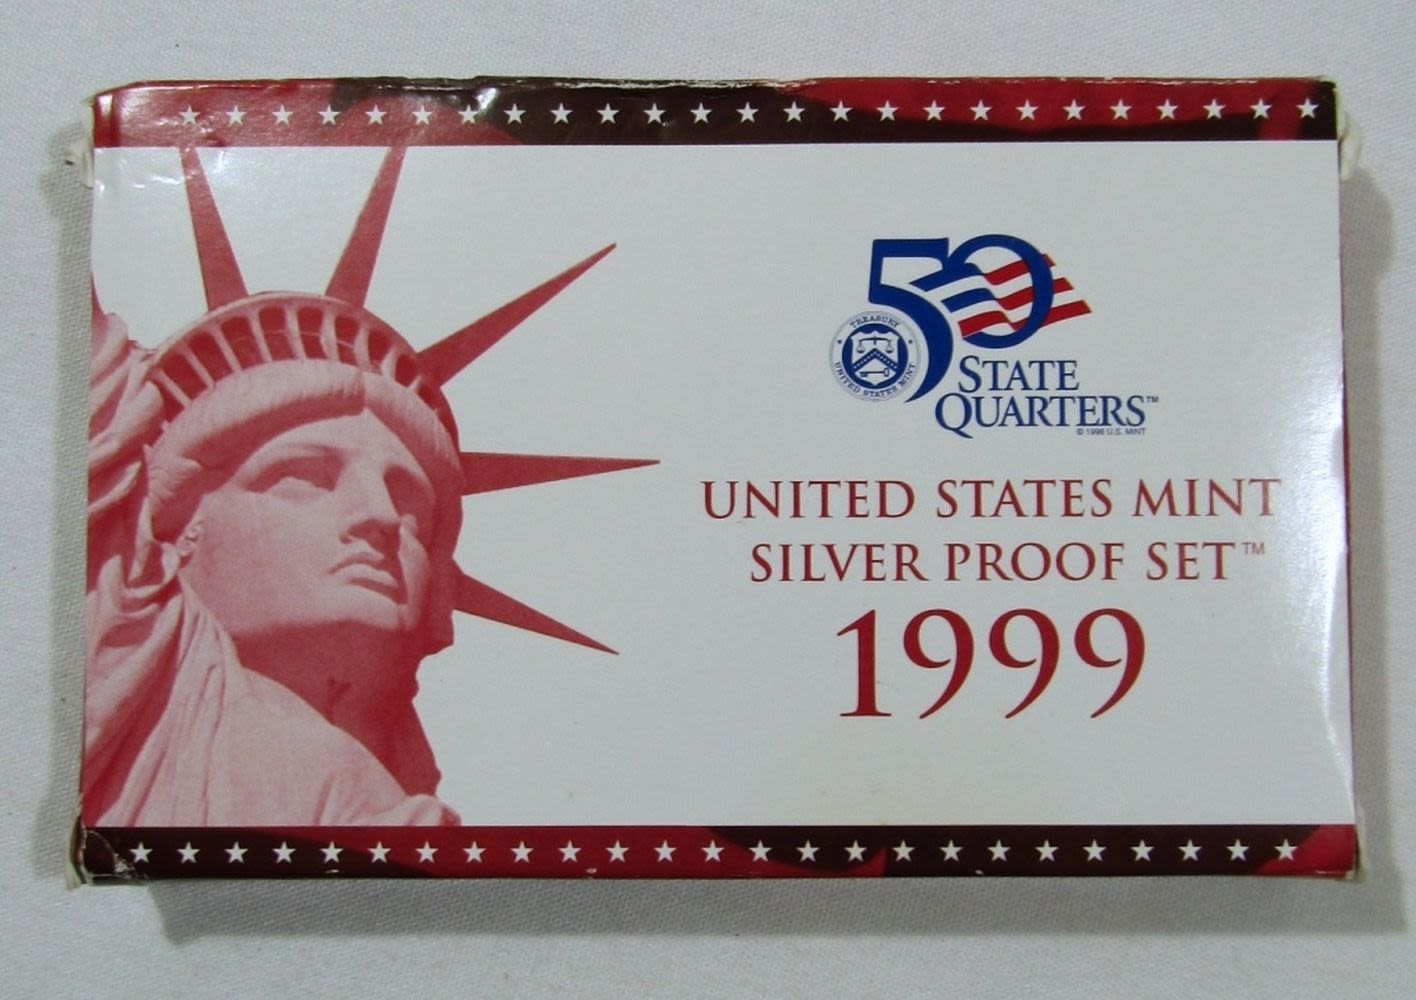 50
TREASURY
UNITED STATES MINT
STATE
QUARTERS™
© 1998 U.S. MINT
UNITED STATES MINT
SILVER PROOF SET™
1999